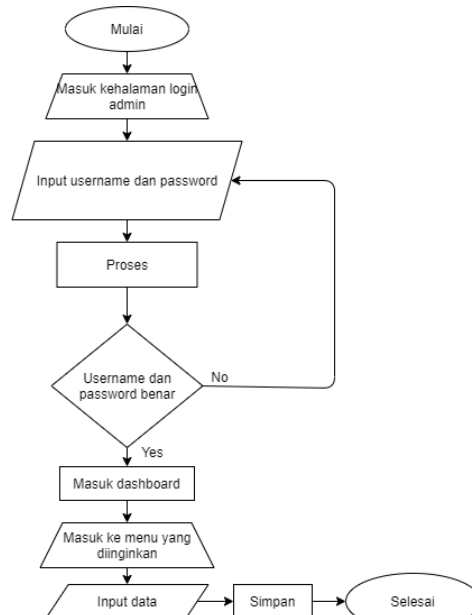 Mulai
Masuk kehalaman login
admin
Input username dan password
Proses
Username dan
password benar
No
Yes
Masuk dashboard
Masuk ke menu yang
diinginkan
Input data
Simpan
Selesai